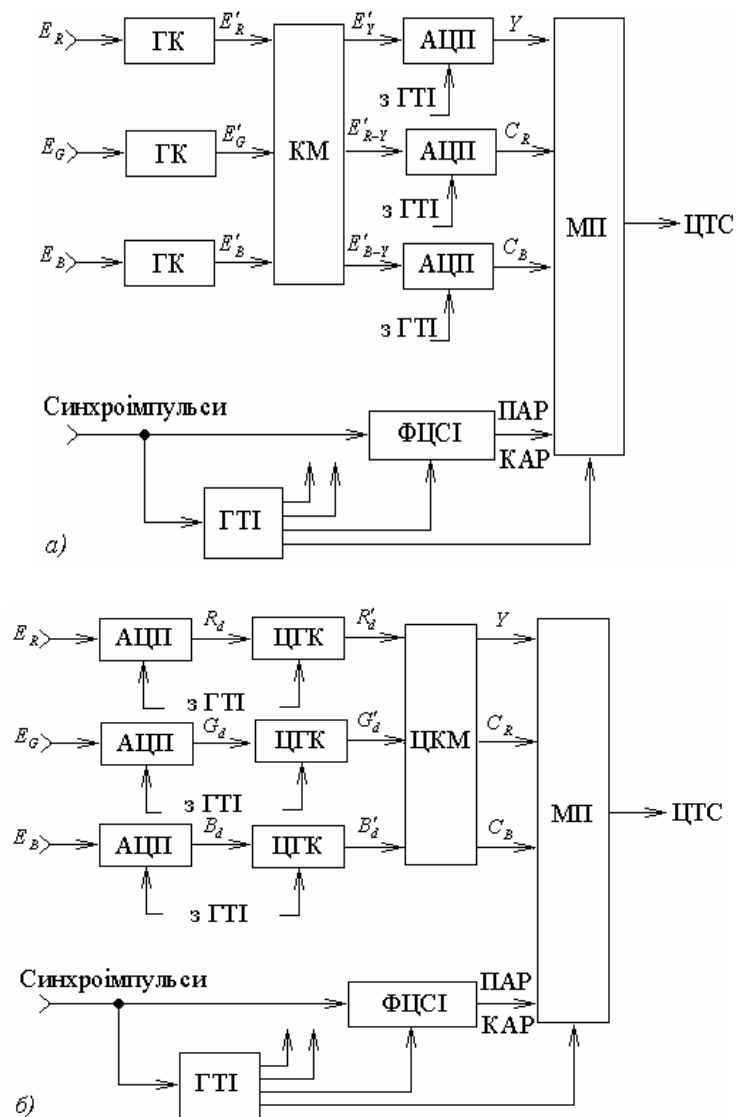 E_R ГК E'_R E'_Y АЦП Y
з ГТІ
E_G ГК E'_G КМ E'_{R-Y} АЦП C_R
з ГТІ МП ЦТС
E_B ГК E'_B E'_{B-Y} АЦП C_B
з ГТІ
Синхроімпульси
ФЦСІ ПАР
КАР
ГТІ
а)
E_R АЦП R_d ЦГК R'_d Y
з ГТІ
E_G АЦП G_d ЦГК G'_d ЦКМ C_R
з ГТІ МП ЦТС
E_B АЦП B_d ЦГК B'_d C_B
з ГТІ
Синхроімпульси
ФЦСІ ПАР
КАР
ГТІ
б)